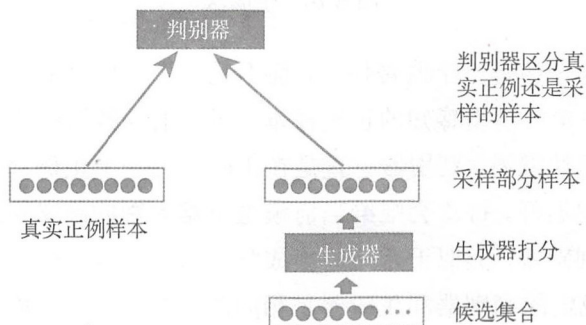 判别器
判别器区分真
实正例还是采
样的样本
真实正例样本
采样部分样本
生成器
生成器打分
候选集合